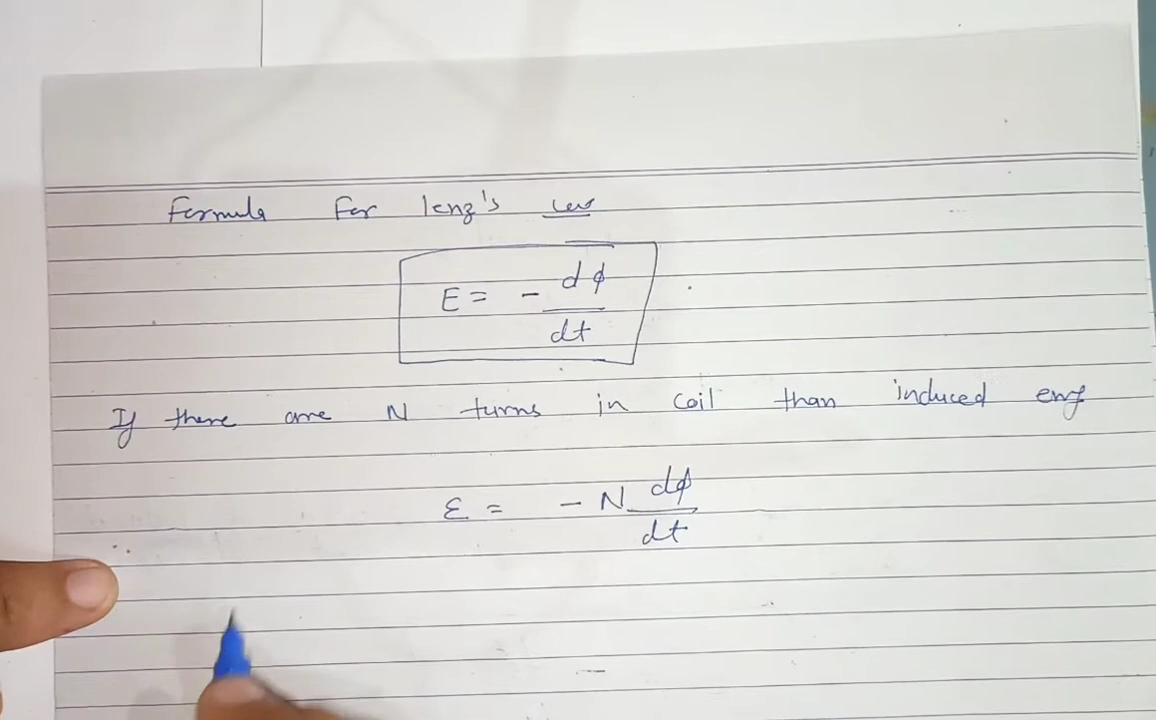 Formula For lenz's law
E = - dϕ/dt
If there are N turns in coil than induced emf
ε = - N dϕ/dt